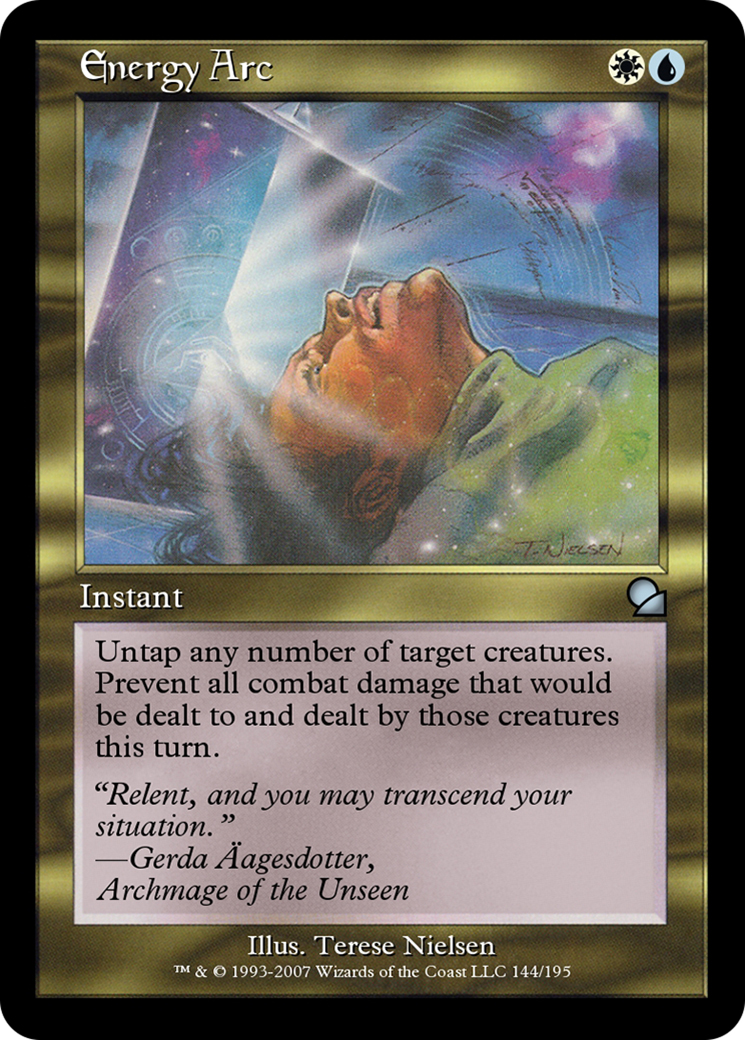 Energy Arc
T. NIELSEN
Instant
Untap any number of target creatures.
Prevent all combat damage that would
be dealt to and dealt by those creatures
this turn.
“Relent, and you may transcend your
situation.”
—Gerda Äagesdotter,
Archmage of the Unseen
Illus. Terese Nielsen
™ & © 1993-2007 Wizards of the Coast LLC 144/195